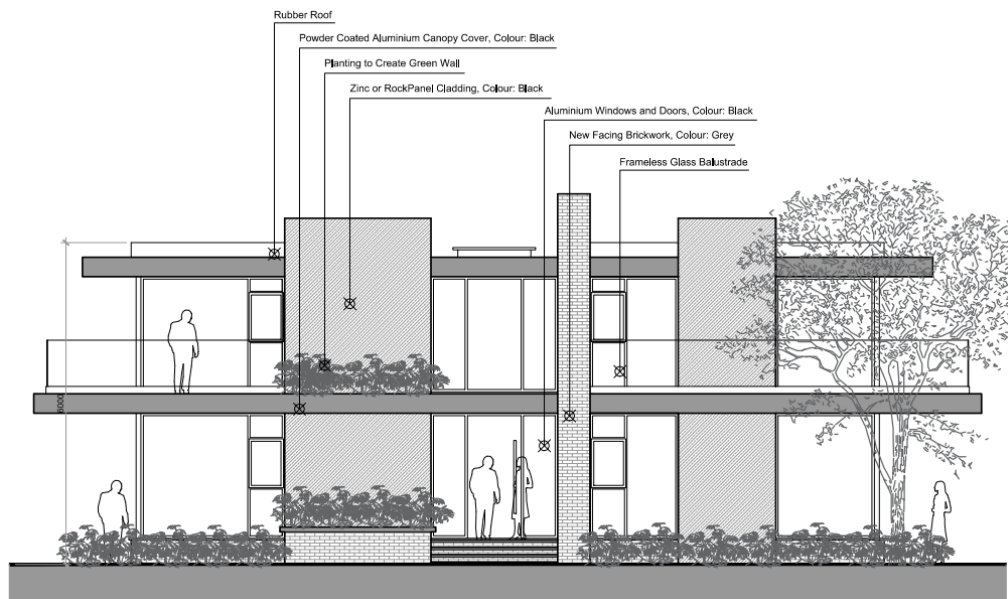 Rubber Roof
Powder Coated Aluminium Canopy Cover, Colour: Black
Planting to Create Green Wall
Zinc or RockPanel Cladding, Colour: Black
Aluminium Windows and Doors, Colour: Black
New Facing Brickwork, Colour: Grey
Frameless Glass Balustrade
6000